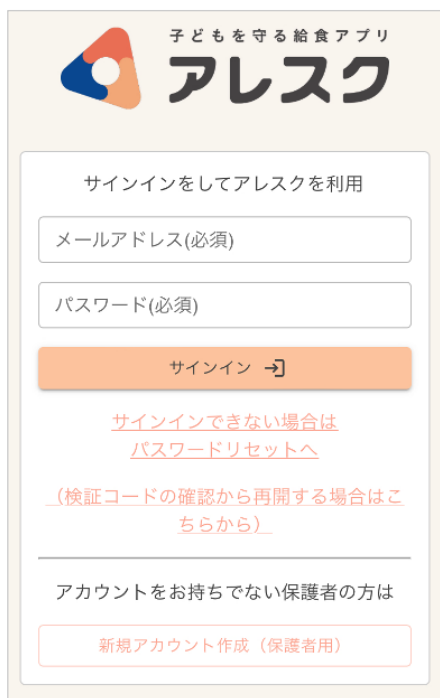 子どもを守る給食アプリ
アレスク
サインインをしてアレスクを利用
メールアドレス(必須)
パスワード(必須)
サインイン
サインインできない場合は
パスワードリセットへ
（検証コードの確認から再開する場合はこ
ちらから）
アカウントをお持ちでない保護者の方は
新規アカウント作成（保護者用）